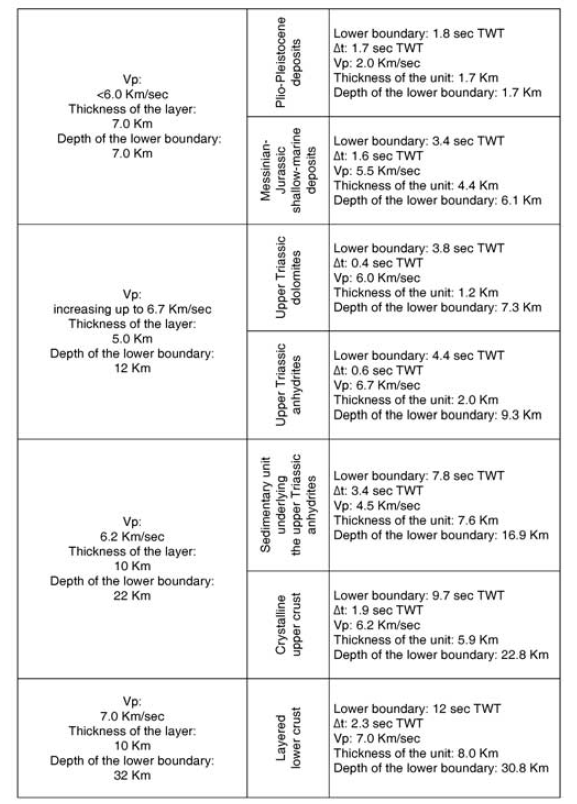 Vp:
<6.0 Km/sec
Thickness of the layer:
7.0 Km
Depth of the lower boundary:
7.0 Km
Plio-Pleistocene
deposits
Lower boundary: 1.8 sec TWT
Δt: 1.7 sec TWT
Vp: 2.0 Km/sec
Thickness of the unit: 1.7 Km
Depth of the lower boundary: 1.7 Km
Messinian-
Jurassic
shallow-marine
deposits
Lower boundary: 3.4 sec TWT
Δt: 1.6 sec TWT
Vp: 5.5 Km/sec
Thickness of the unit: 4.4 Km
Depth of the lower boundary: 6.1 Km
Vp:
increasing up to 6.7 Km/sec
Thickness of the layer:
5.0 Km
Depth of the lower boundary:
12 Km
Upper Triassic
dolomites
Lower boundary: 3.8 sec TWT
Δt: 0.4 sec TWT
Vp: 6.0 Km/sec
Thickness of the unit: 1.2 Km
Depth of the lower boundary: 7.3 Km
Upper Triassic
anhydrites
Lower boundary: 4.4 sec TWT
Δt: 0.6 sec TWT
Vp: 6.7 Km/sec
Thickness of the unit: 2.0 Km
Depth of the lower boundary: 9.3 Km
Vp:
6.2 Km/sec
Thickness of the layer:
10 Km
Depth of the lower boundary:
22 Km
Sedimentary unit
underlying
the upper Triassic
anhydrites
Lower boundary: 7.8 sec TWT
Δt: 3.4 sec TWT
Vp: 4.5 Km/sec
Thickness of the unit: 7.6 Km
Depth of the lower boundary: 16.9 Km
Crystalline
upper crust
Lower boundary: 9.7 sec TWT
Δt: 1.9 sec TWT
Vp: 6.2 Km/sec
Thickness of the unit: 5.9 Km
Depth of the lower boundary: 22.8 Km
Vp:
7.0 Km/sec
Thickness of the layer:
10 Km
Depth of the lower boundary:
32 Km
Layered
lower crust
Lower boundary: 12 sec TWT
Δt: 2.3 sec TWT
Vp: 7.0 Km/sec
Thickness of the unit: 8.0 Km
Depth of the lower boundary: 30.8 Km